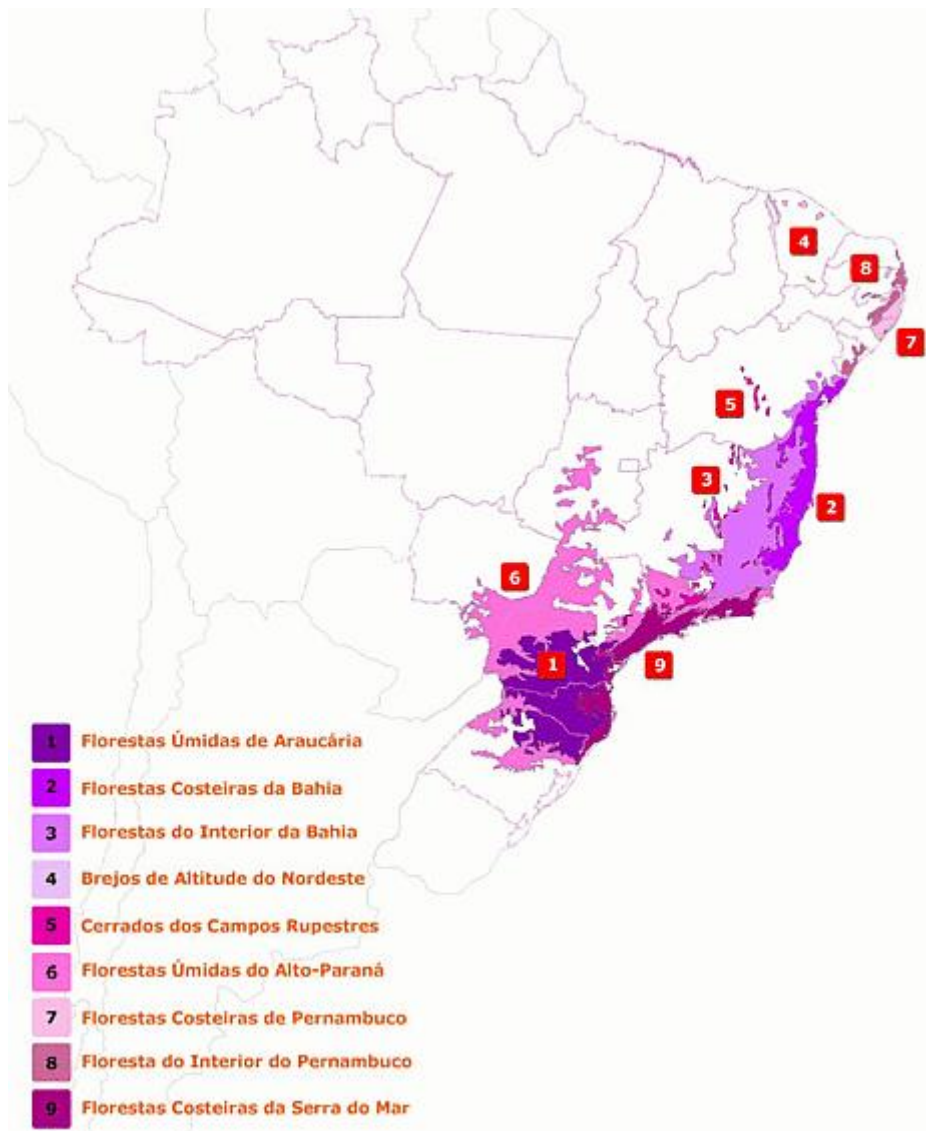 4
8
7
5
3
2
6
1
9
1 Florestas Úmidas de Araucária
2 Florestas Costeiras da Bahia
3 Florestas do Interior da Bahia
4 Brejos de Altitude do Nordeste
5 Cerrados dos Campos Rupestres
6 Florestas Úmidas do Alto-Paraná
7 Florestas Costeiras de Pernambuco
8 Floresta do Interior do Pernambuco
9 Florestas Costeiras da Serra do Mar